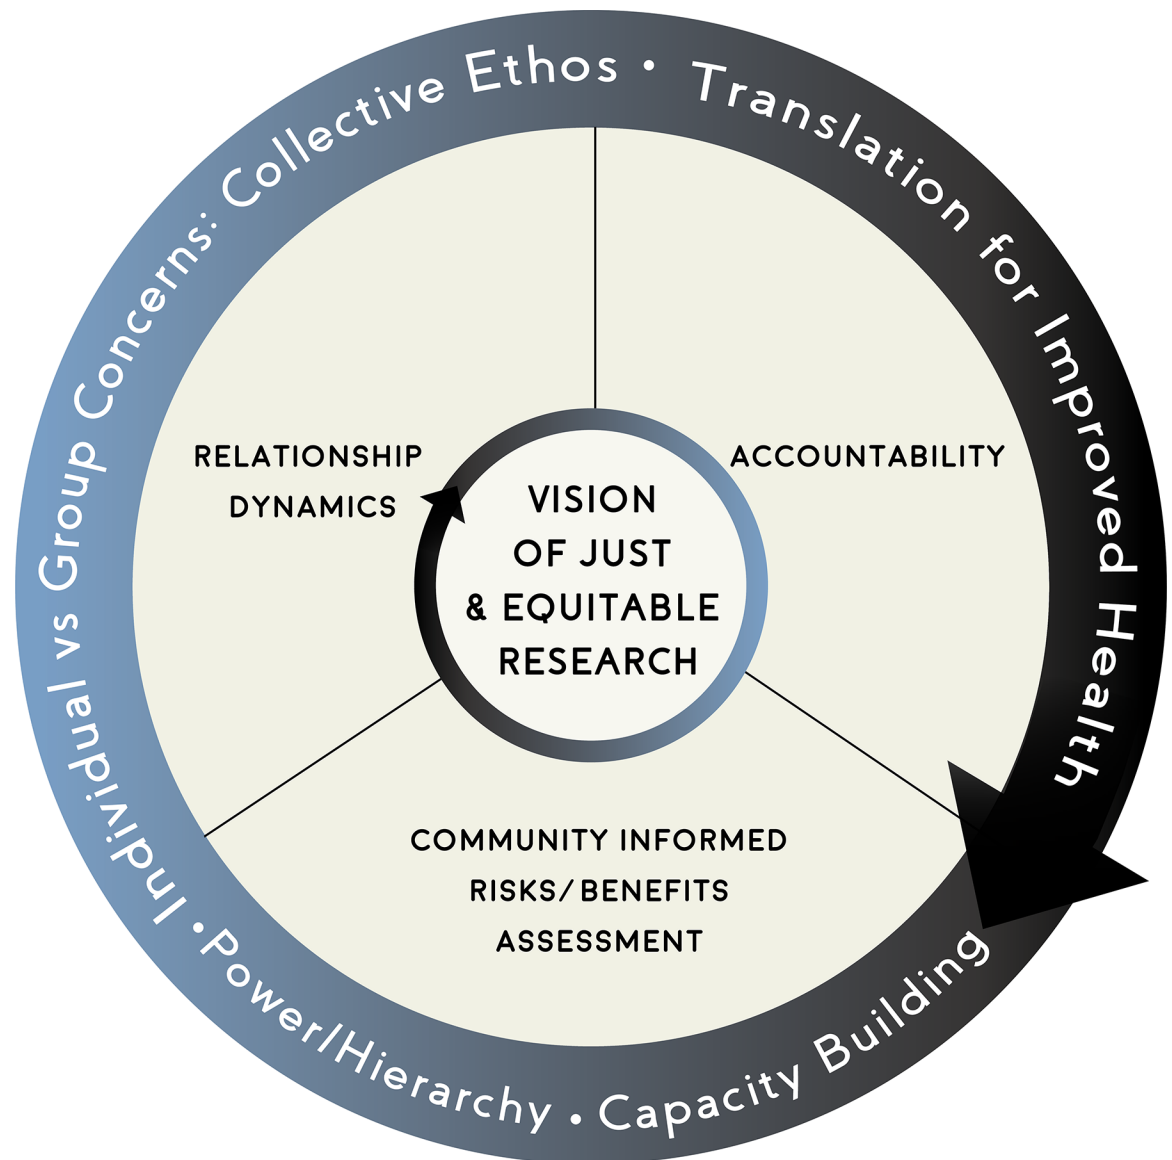 Individual vs Group Concerns: Collective Ethos • Translation for Improved Health
RELATIONSHIP
DYNAMICS
ACCOUNTABILITY
VISION
OF JUST
& EQUITABLE
RESEARCH
COMMUNITY INFORMED
RISKS/BENEFITS
ASSESSMENT
• Power/Hierarchy • Capacity Building